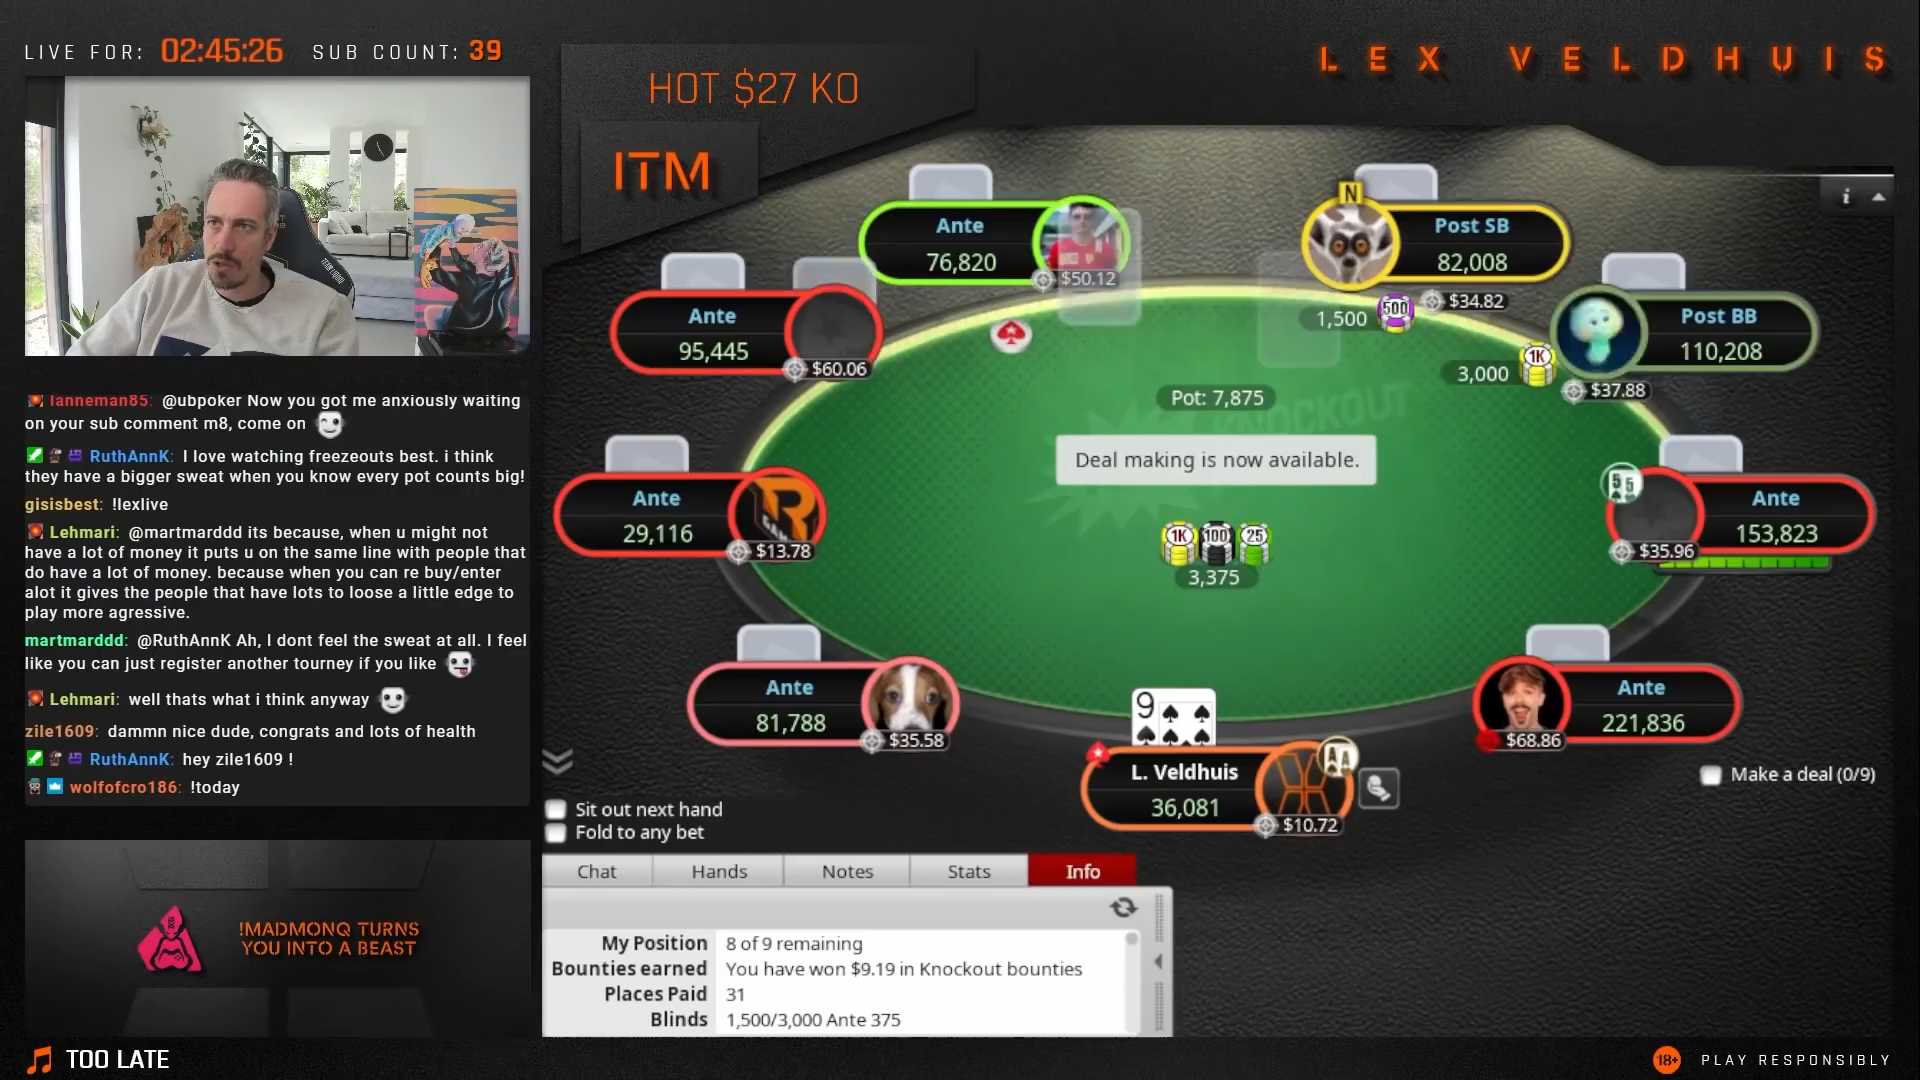 LIVE FOR: 02:45:26 SUB COUNT: 39
LEX VELDHUIS
HOT $27 KO
ITM
Ianneman85: @ubpoker Now you got me anxiously waiting
on your sub comment m8, come on
RuthAnnK: I love watching freezeouts best. i think
they have a bigger sweat when you know every pot counts big!
gisisbest: !lexlive
Lehmari: @martmarddd its because, when u might not
have a lot of money it puts u on the same line with people that
do have a lot of money. because when you can re buy/enter
alot it gives the people that have lots to loose a little edge to
play more agressive.
martmarddd: @RuthAnnK Ah, I dont feel the sweat at all. I feel
like you can just register another tourney if you like
Lehmari: well thats what i think anyway
zile1609: dammn nice dude, congrats and lots of health
RuthAnnK: hey zile1609 !
wolfofcro186: !today
!MADMONQ TURNS
YOU INTO A BEAST
TOO LATE
Ante
76,820
$50.12
N
Post SB
82,008
$34.82
1,500
500
Ante
95,445
$60.06
Post BB
110,208
$37.88
3,000
1K
Pot: 7,875
KNOCKOUT
Deal making is now available.
Ante
29,116
$13.78
Ante
153,823
$35.96
55
1K 100 25
3,375
Ante
81,788
$35.58
9
L. Veldhuis
36,081
$10.72
AA
Ante
221,836
$68.86
Make a deal (0/9)
Sit out next hand
Fold to any bet
Chat Hands Notes Stats Info
My Position 8 of 9 remaining
Bounties earned You have won $9.19 in Knockout bounties
Places Paid 31
Blinds 1,500/3,000 Ante 375
18+ PLAY RESPONSIBLY